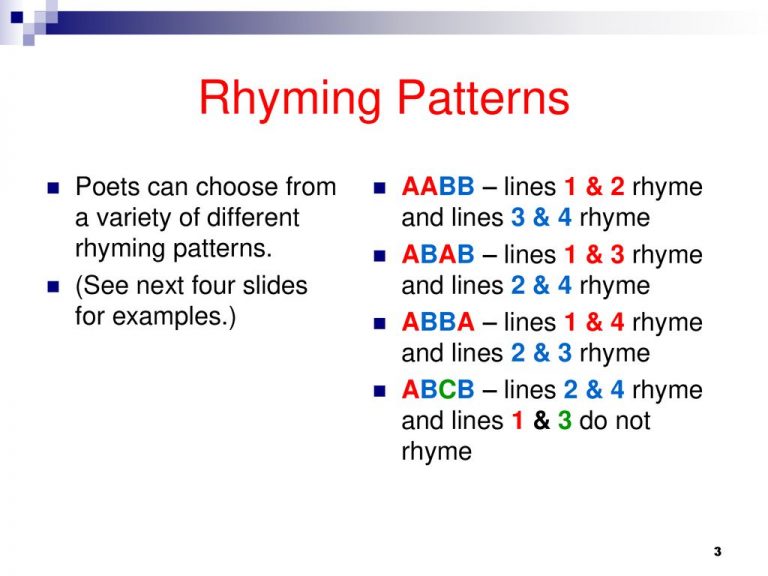 Rhyming Patterns
Poets can choose from
a variety of different
rhyming patterns.
(See next four slides
for examples.)
AABB – lines 1 & 2 rhyme
and lines 3 & 4 rhyme
ABAB – lines 1 & 3 rhyme
and lines 2 & 4 rhyme
ABBA – lines 1 & 4 rhyme
and lines 2 & 3 rhyme
ABCB – lines 2 & 4 rhyme
and lines 1 & 3 do not
rhyme
3